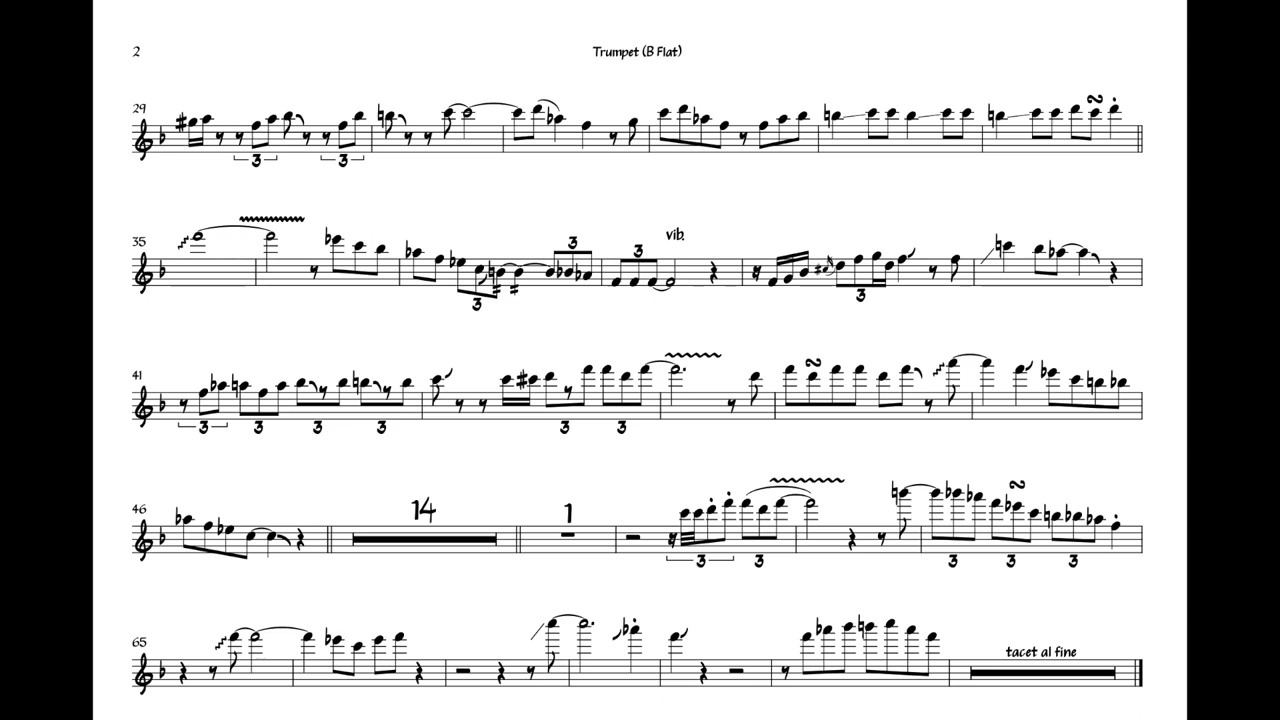 2 Trumpet (B Flat)
29
3 3
35 vib.
3 3
3 3
41
3 3 3 3 3 3
46 14 1
3 3 3 3 3
65
tacet al fine